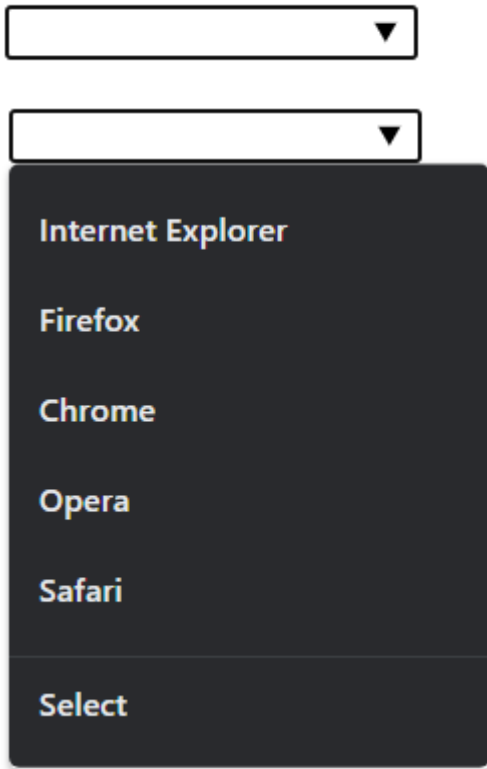 Internet Explorer
Firefox
Chrome
Opera
Safari
Select